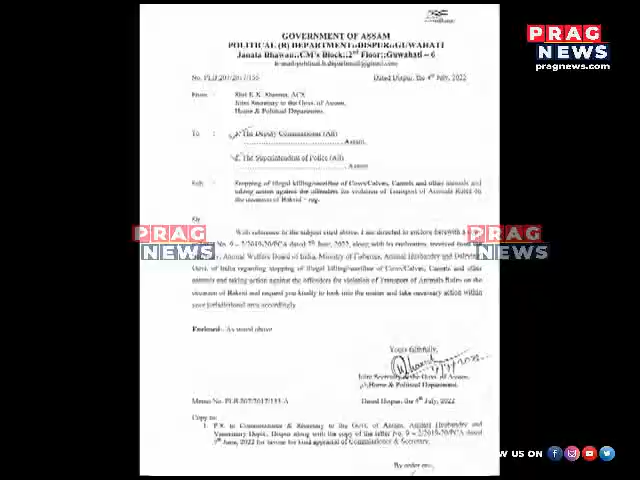 GOVERNMENT OF ASSAM
POLITICAL (B) DEPARTMENT::DISPUR::GUWAHATI
Janata Bhawan::CM's Block::2nd Floor::Guwahati – 6
PRAG
NEWS
pragnews.com
No. PLB.207/2017/155 Dated Dispur, the 4th July, 2022
From :
Joint Secretary to the Govt. of Assam,
Home & Political Department.
To : 1. The Deputy Commissioner (All)
Assam.
2. The Superintendent of Police (All)
Assam
Sub : Stopping of illegal killing/sacrifice of Cows/Calves, Camels and other animals and
taking action against the offenders for violation of Transport of Animals Rules on
the occasion of Bakrid – reg.
PRAG
NEWS
PRAG
NEWS
With reference to the subject cited above, I am directed to enclose herewith a
No. 9 – 2/2019-20/PCA dated 7th June, 2022, along with its enclosures received from the
Animal Welfare Board of India, Ministry of Fisheries, Animal Husbandry and Dairying,
Govt. of India regarding stopping of illegal killing/sacrifice of Cows/Calves, Camels and other
animals and taking action against the offenders for violation of Transport of Animals Rules on the
occasion of Bakrid and request you kindly to look into the matter and take necessary action within
your jurisdictional area accordingly.
Enclosed:- As stated above
Yours faithfully,
Joint Secretary to the Govt. of Assam,
Home & Political Department.
Memo No. PLB.207/2017/155-A Dated Dispur, the 4th July, 2022
Copy to:
1. P.S. to Commissioner & Secretary to the Govt. of Assam, Animal Husbandry and
Veterinary Deptt., Dispur along with the copy of the letter No. 9 – 2/2019-20/PCA dated
7th June, 2022 for favour for kind appraisal of Commissioner & Secretary.
By order etc.,
W US ON